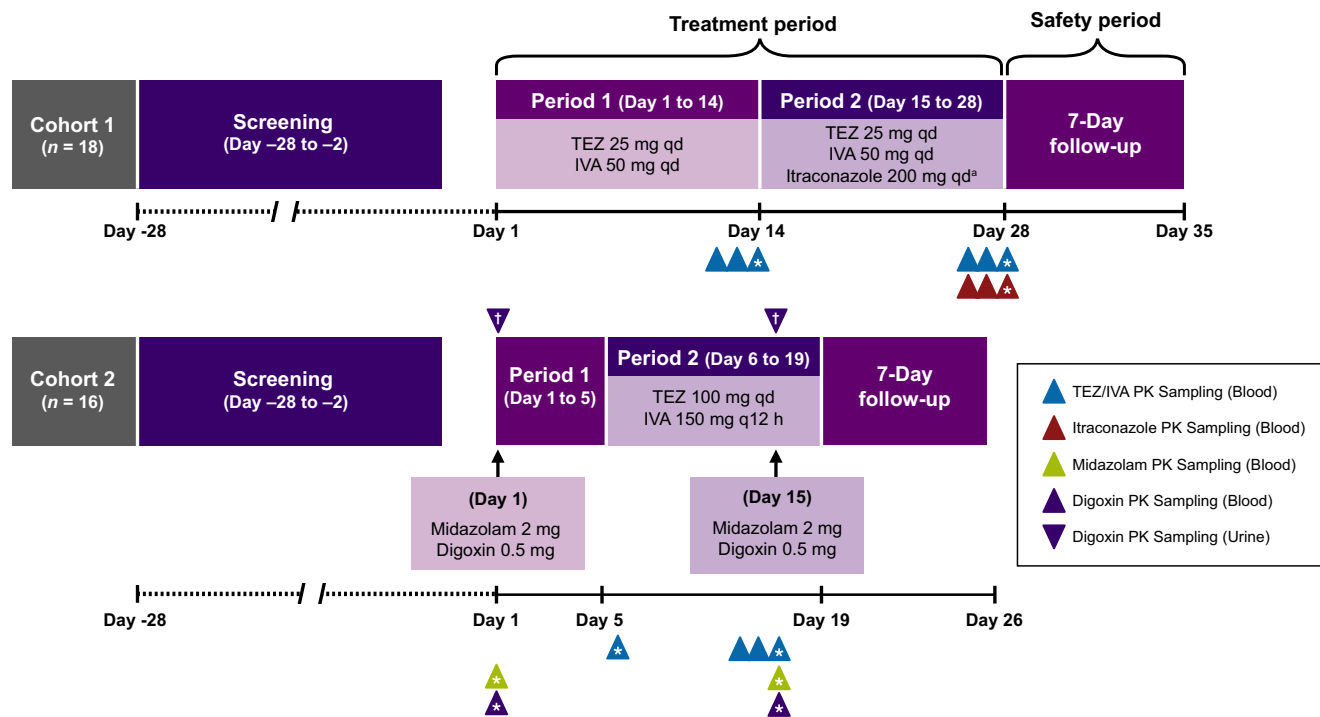 Treatment period
Safety period
Cohort 1
(n = 18)
Screening
(Day –28 to –2)
Period 1 (Day 1 to 14)
TEZ 25 mg qd
IVA 50 mg qd
Period 2 (Day 15 to 28)
TEZ 25 mg qd
IVA 50 mg qd
Itraconazole 200 mg qdᵃ
7-Day
follow-up
Day -28
Day 1
Day 14
Day 28
Day 35
*
*
*
†
†
Cohort 2
(n = 16)
Screening
(Day –28 to –2)
Period 1
(Day 1 to 5)
Period 2 (Day 6 to 19)
TEZ 100 mg qd
IVA 150 mg q12 h
7-Day
follow-up
(Day 1)
Midazolam 2 mg
Digoxin 0.5 mg
(Day 15)
Midazolam 2 mg
Digoxin 0.5 mg
TEZ/IVA PK Sampling (Blood)
Itraconazole PK Sampling (Blood)
Midazolam PK Sampling (Blood)
Digoxin PK Sampling (Blood)
Digoxin PK Sampling (Urine)
Day -28
Day 1
Day 5
Day 19
Day 26
*
*
*
*
*
*